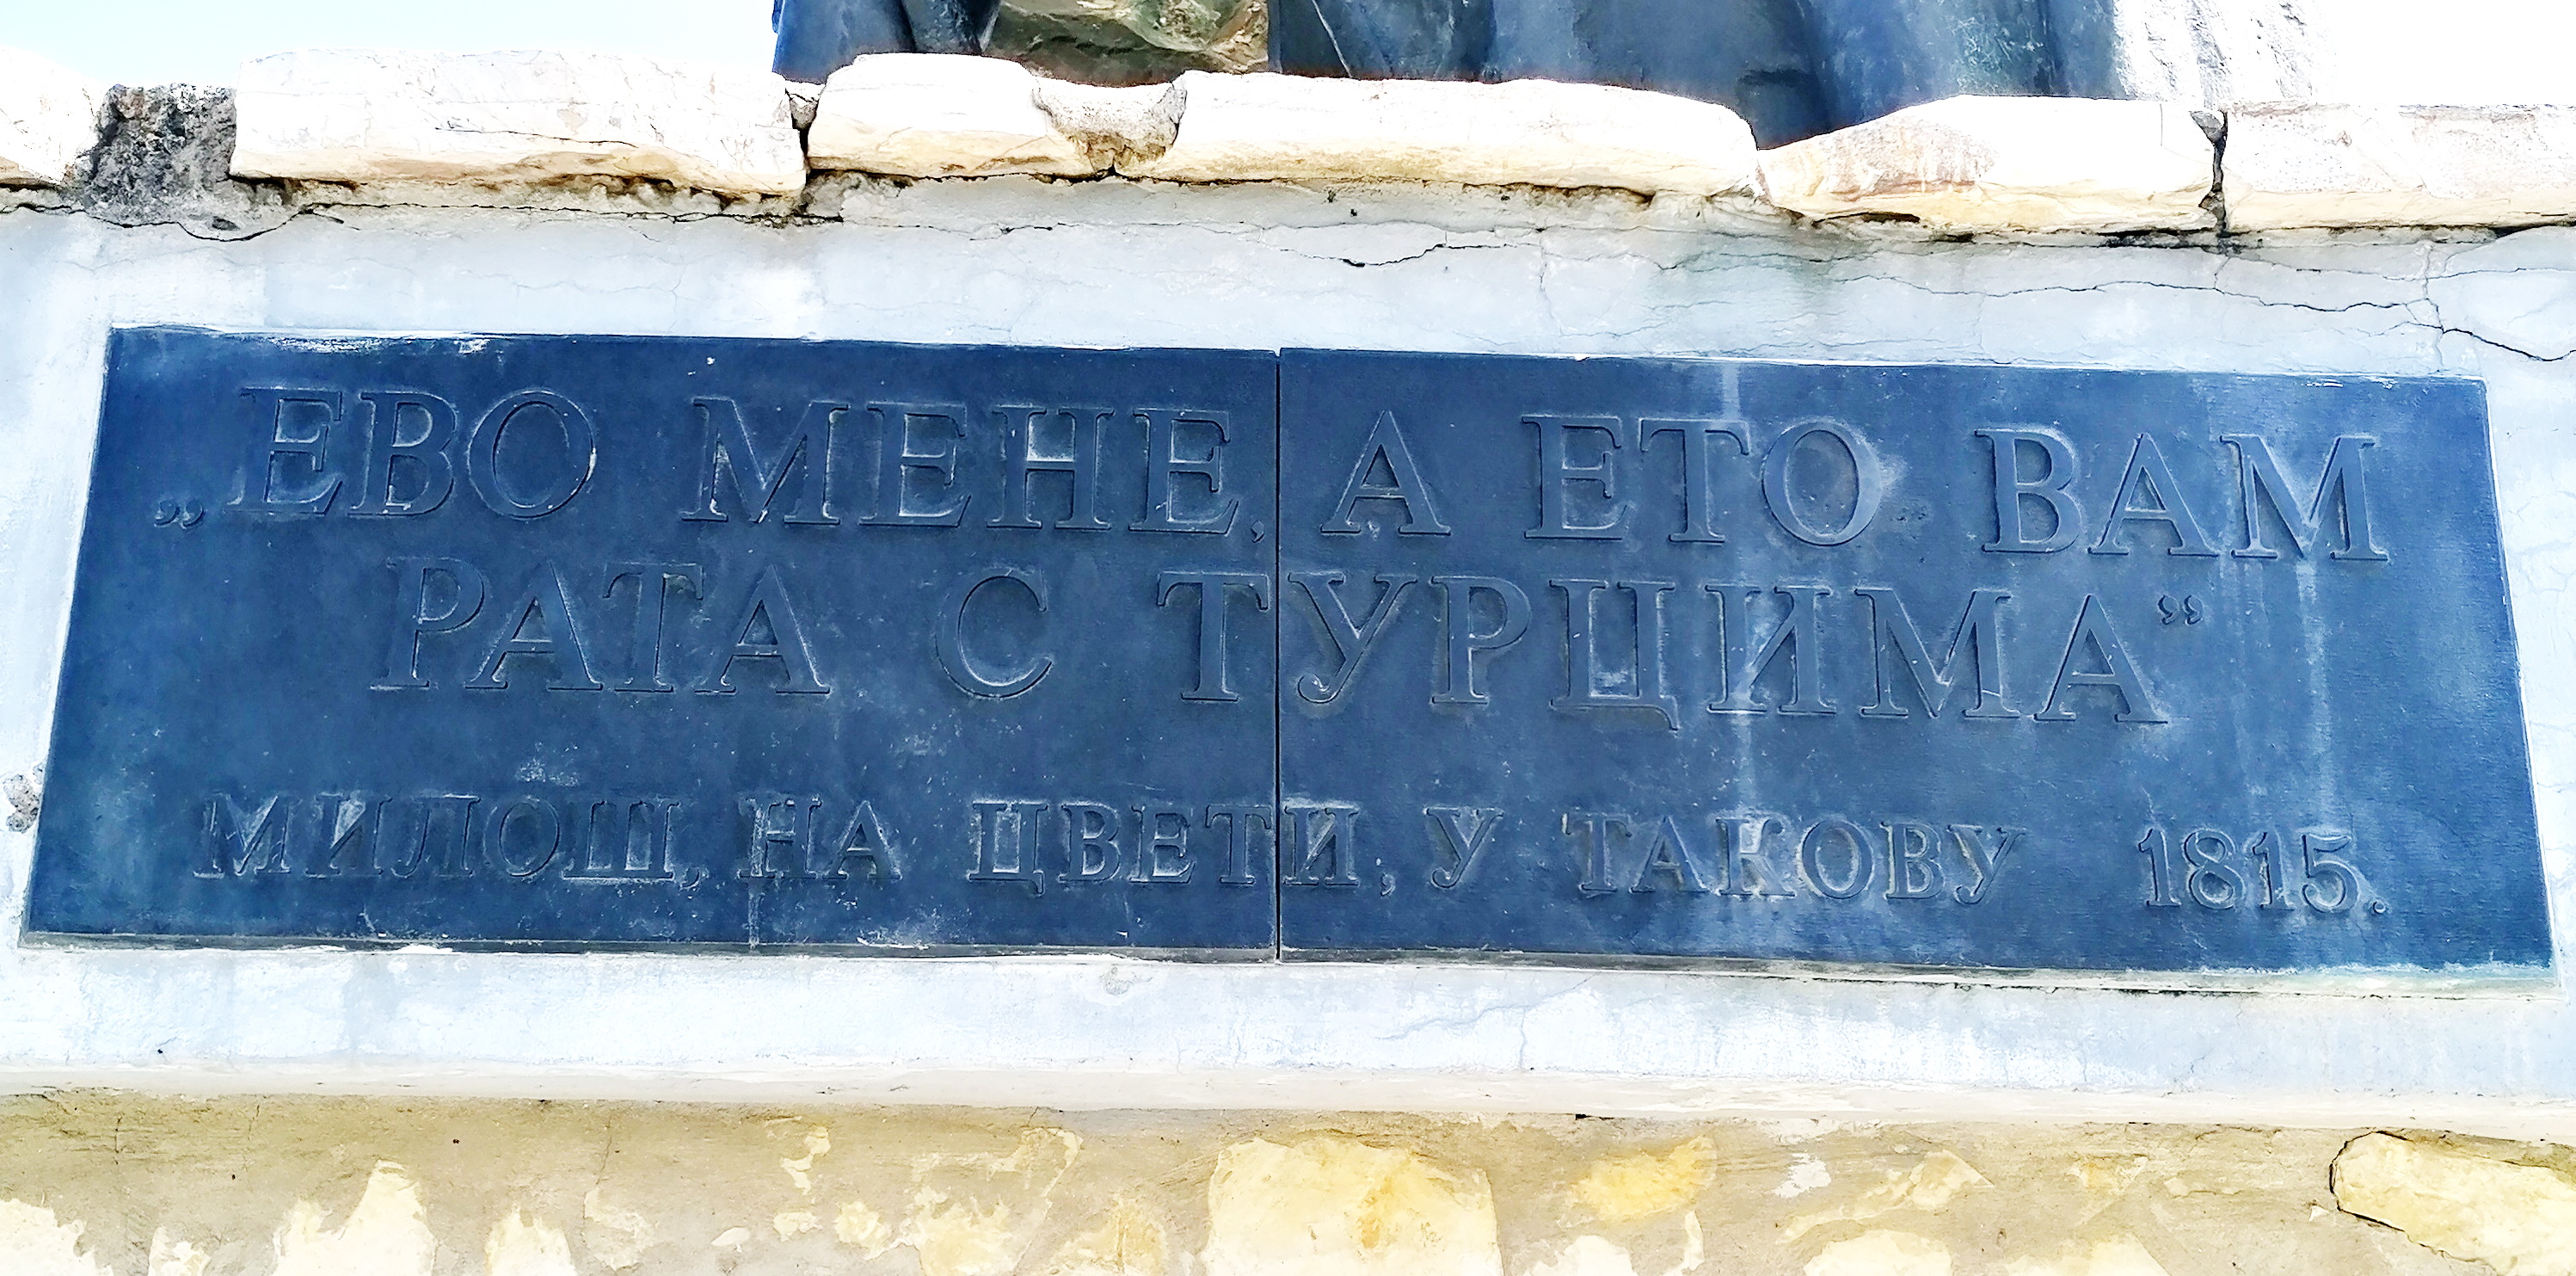 „ЕВО МЕНЕ, А ЕТО ВАМ
РАТА С ТУРЦИМА”
МИЛОШ, НА ЦВЕТИ, У ТАКОВУ 1815.